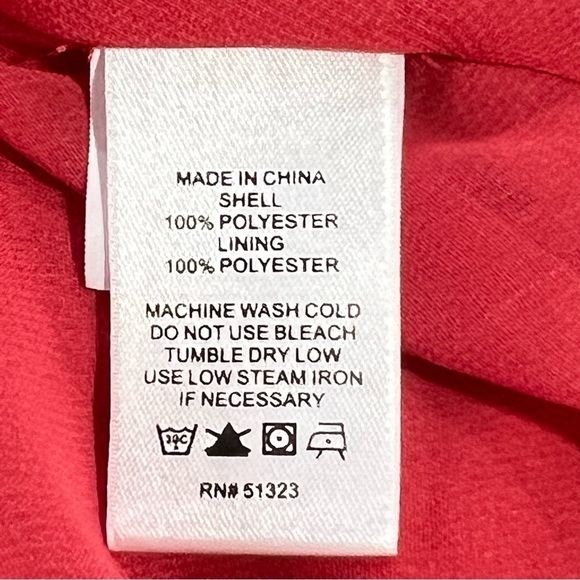 MADE IN CHINA
SHELL
100% POLYESTER
LINING
100% POLYESTER
MACHINE WASH COLD
DO NOT USE BLEACH
TUMBLE DRY LOW
USE LOW STEAM IRON
IF NECESSARY
30C
RN# 51323